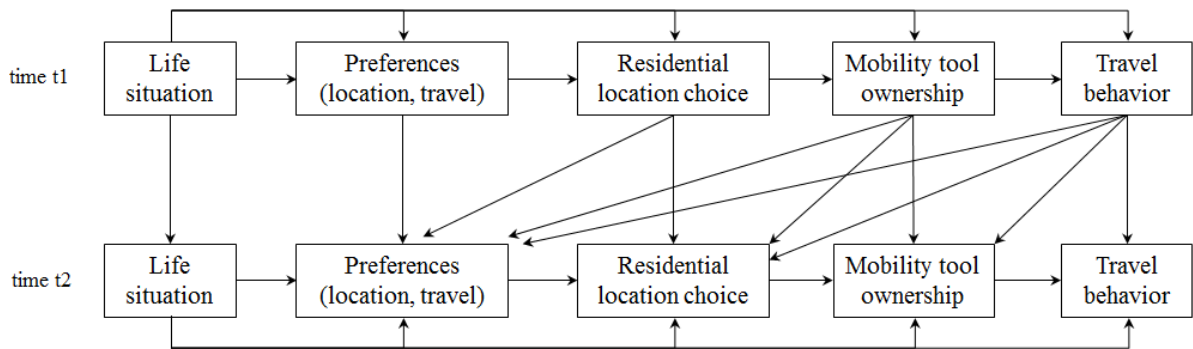 time t1
Life
situation
Preferences
(location, travel)
Residential
location choice
Mobility tool
ownership
Travel
behavior
time t2
Life
situation
Preferences
(location, travel)
Residential
location choice
Mobility tool
ownership
Travel
behavior